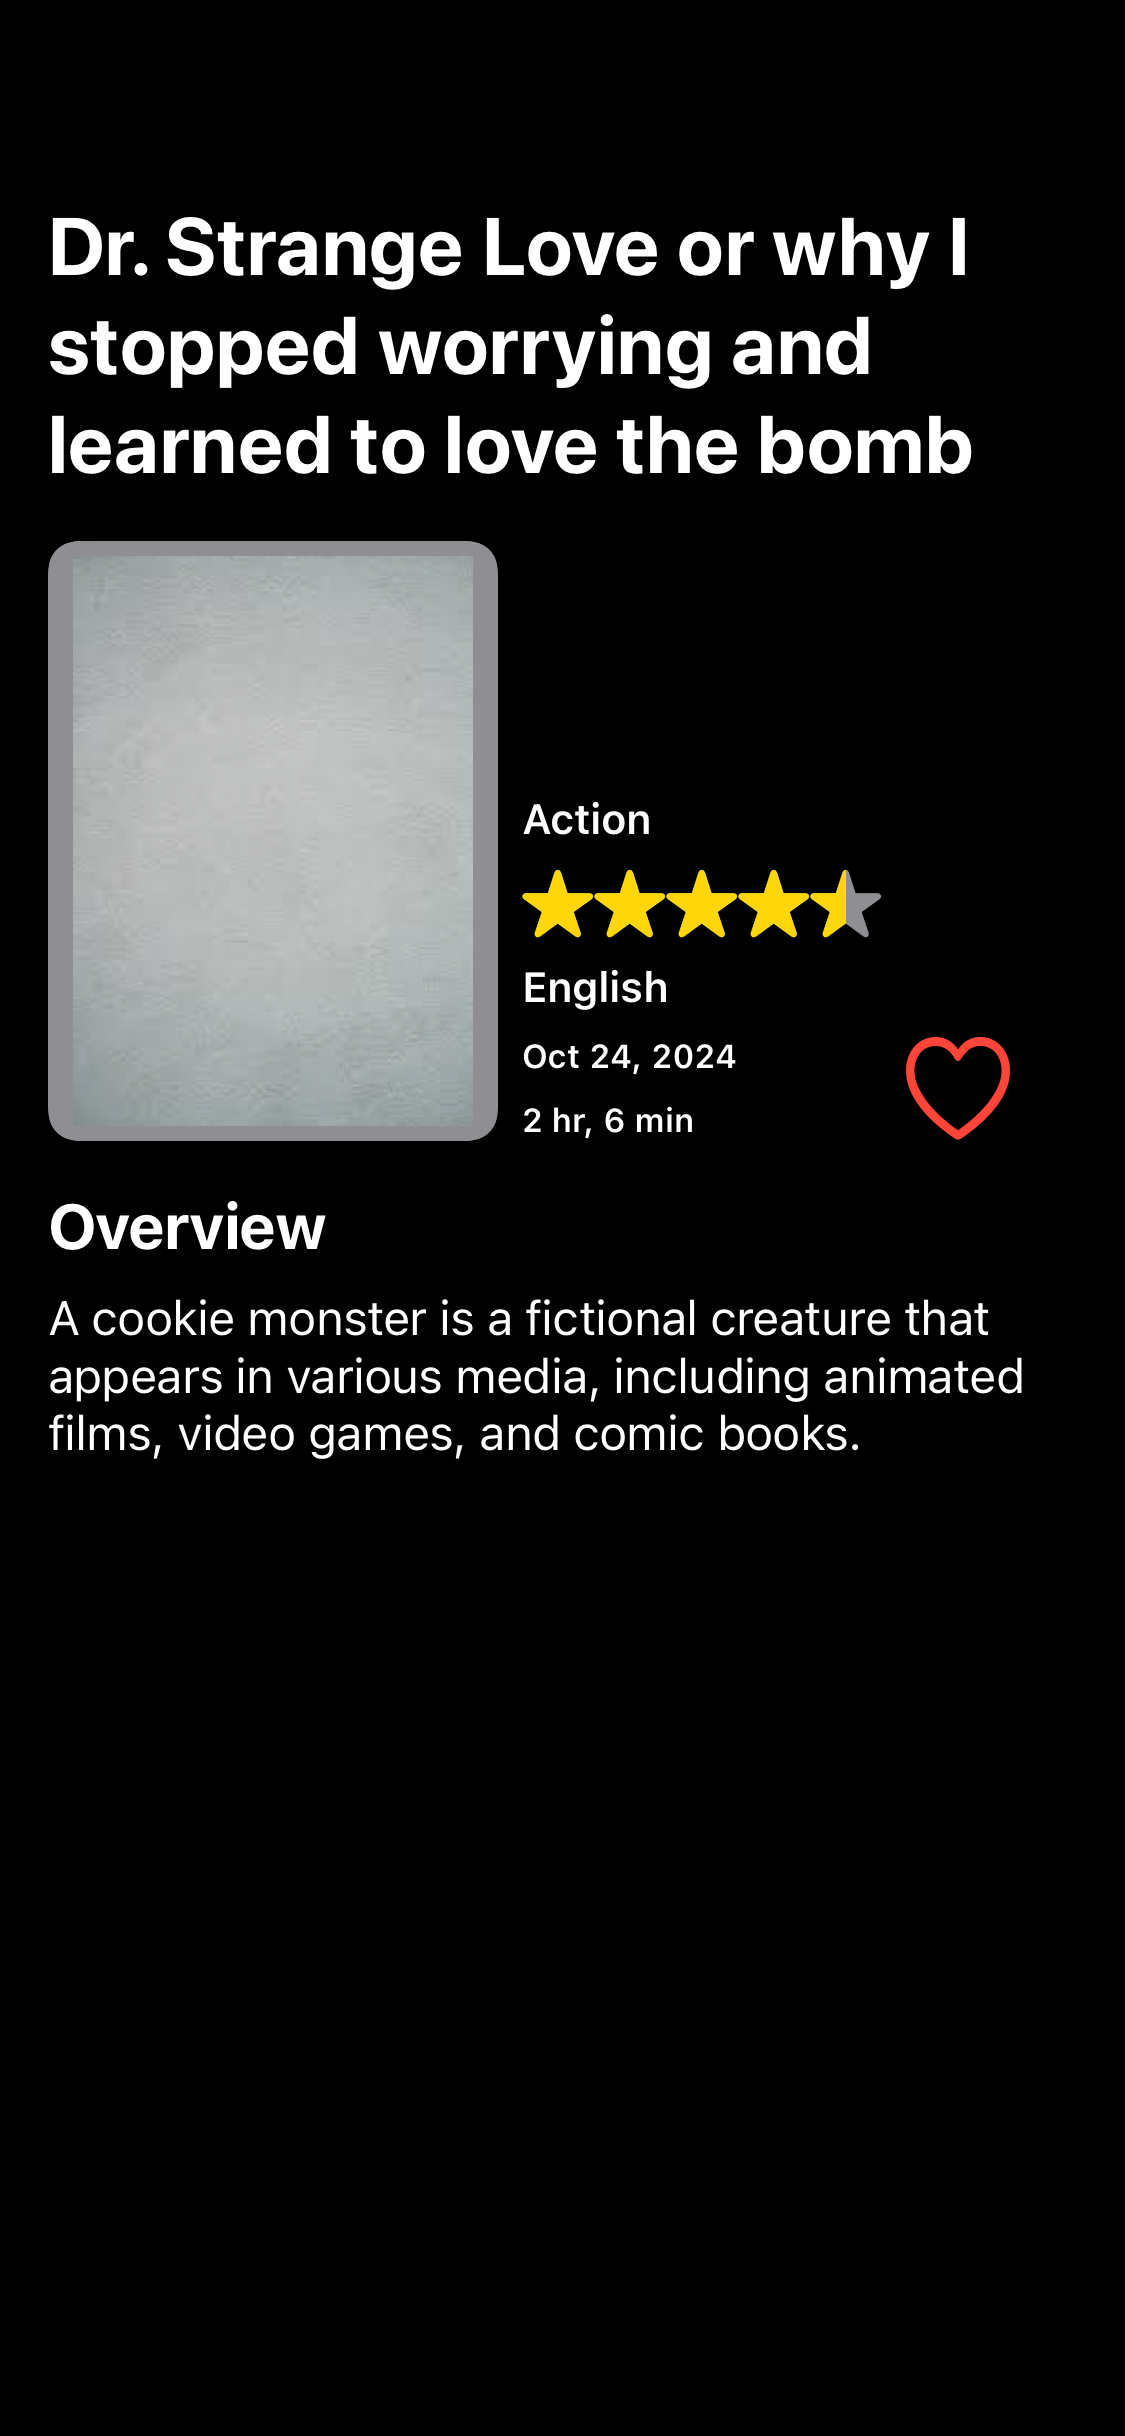 Dr. Strange Love or why I
stopped worrying and
learned to love the bomb
Action
English
Oct 24, 2024
2 hr, 6 min
Overview
A cookie monster is a fictional creature that
appears in various media, including animated
films, video games, and comic books.